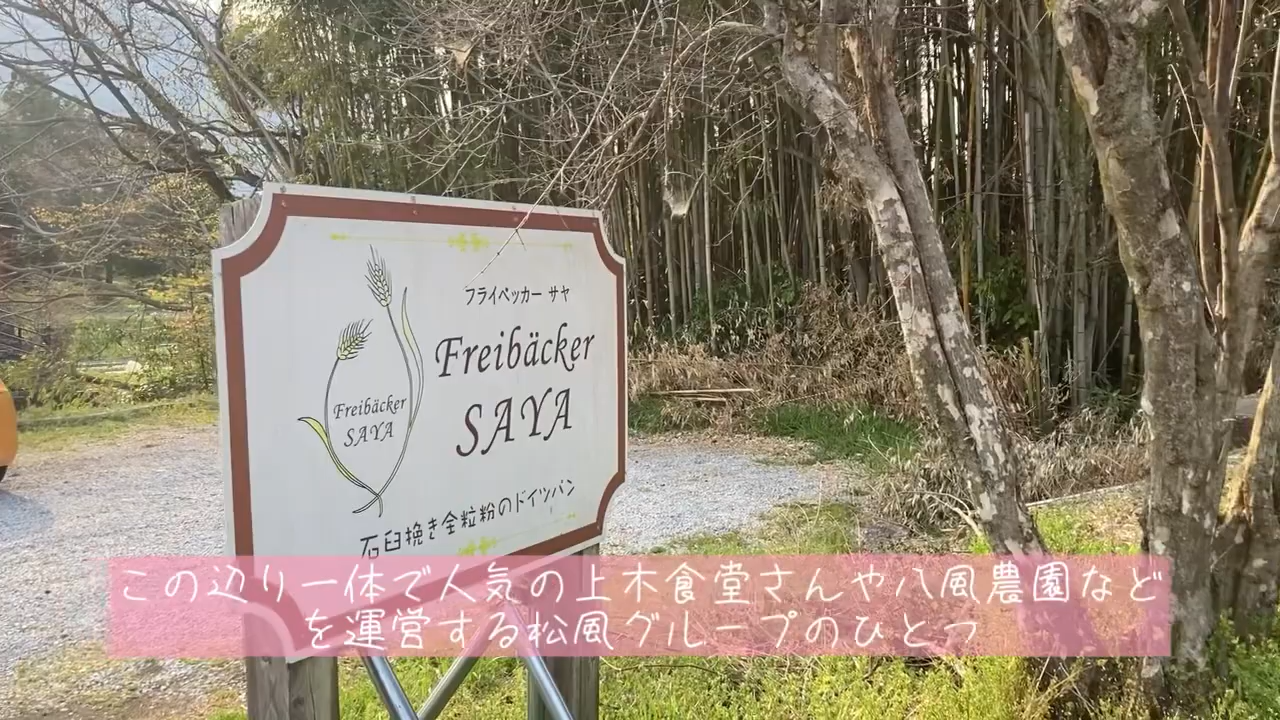 フライベッカー サヤ
Freibäcker
SAYA
Freibäcker
SAYA
石臼挽き全粒粉のドイツパン
この辺り一体で人気の上木食堂さんや八風農園など
を運営する松風グループのひとつ